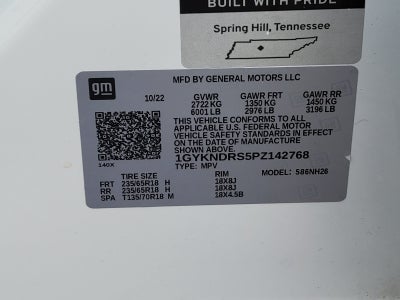 BUILT WITH PRIDE
Spring Hill, Tennessee
gm
MFD BY GENERAL MOTORS LLC
10/22 GVWR GAWR FRT GAWR RR
2722 KG 1350 KG 1450 KG
6001 LB 2976 LB 3196 LB
THIS VEHICLE CONFORMS TO ALL
APPLICABLE U.S. FEDERAL MOTOR
VEHICLE SAFETY STANDARDS IN
EFFECT ON THE DATE OF MANUFACTURE
SHOWN ABOVE.
140X
1GYKNDRS5PZ142768
TYPE: MPV MODEL: 586NH26
TIRE SIZE RIM
FRT 235/65R18 H 18X8J
RR 235/65R18 H 18X8J
SPA T135/70R18 M 18X4.5B